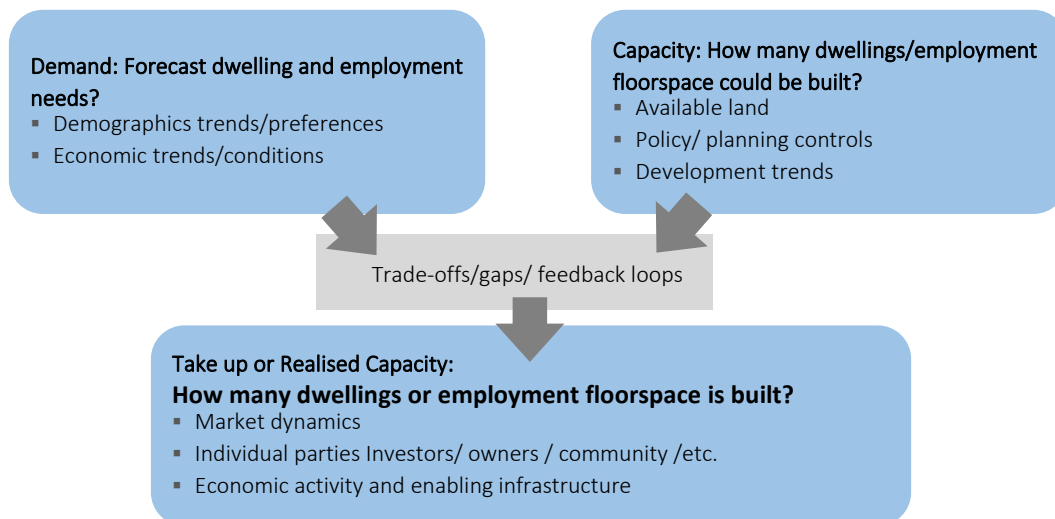 Demand: Forecast dwelling and employment
needs?
▪ Demographics trends/preferences
▪ Economic trends/conditions
Capacity: How many dwellings/employment
floorspace could be built?
▪ Available land
▪ Policy/ planning controls
▪ Development trends
Trade-offs/gaps/ feedback loops
Take up or Realised Capacity:
How many dwellings or employment floorspace is built?
▪ Market dynamics
▪ Individual parties Investors/ owners / community /etc.
▪ Economic activity and enabling infrastructure